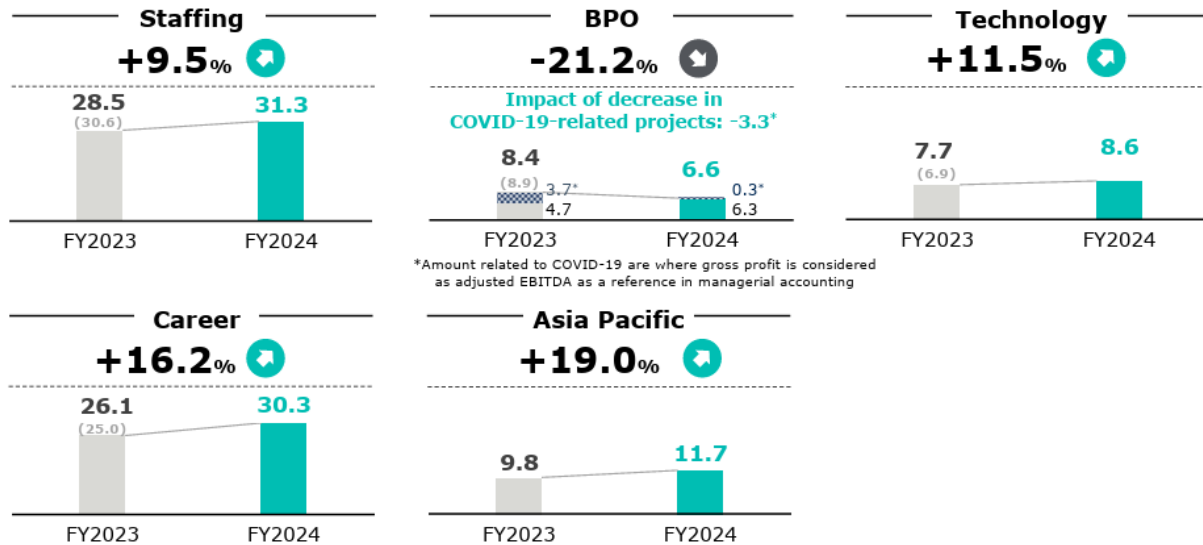 Staffing
+9.5%
28.5
(30.6)
31.3
FY2023
FY2024
BPO
-21.2%
Impact of decrease in
COVID-19-related projects: -3.3*
8.4
(8.9)
3.7*
4.7
6.6
0.3*
6.3
FY2023
FY2024
*Amount related to COVID-19 are where gross profit is considered
as adjusted EBITDA as a reference in managerial accounting
Technology
+11.5%
7.7
(6.9)
8.6
FY2023
FY2024
Career
+16.2%
26.1
(25.0)
30.3
FY2023
FY2024
Asia Pacific
+19.0%
9.8
11.7
FY2023
FY2024